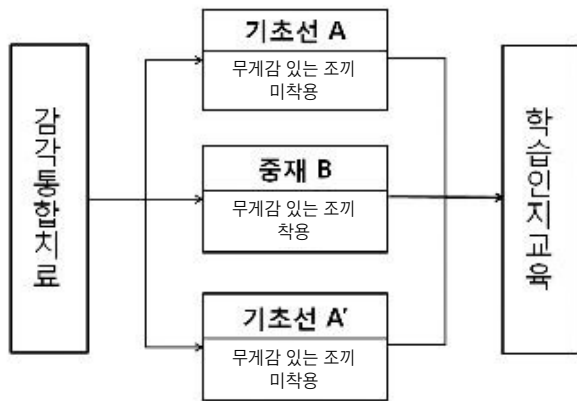 감각통합치료
기초선 A
무게감 있는 조끼
미착용
중재 B
무게감 있는 조끼
착용
기초선 A′
무게감 있는 조끼
미착용
학습인지교육